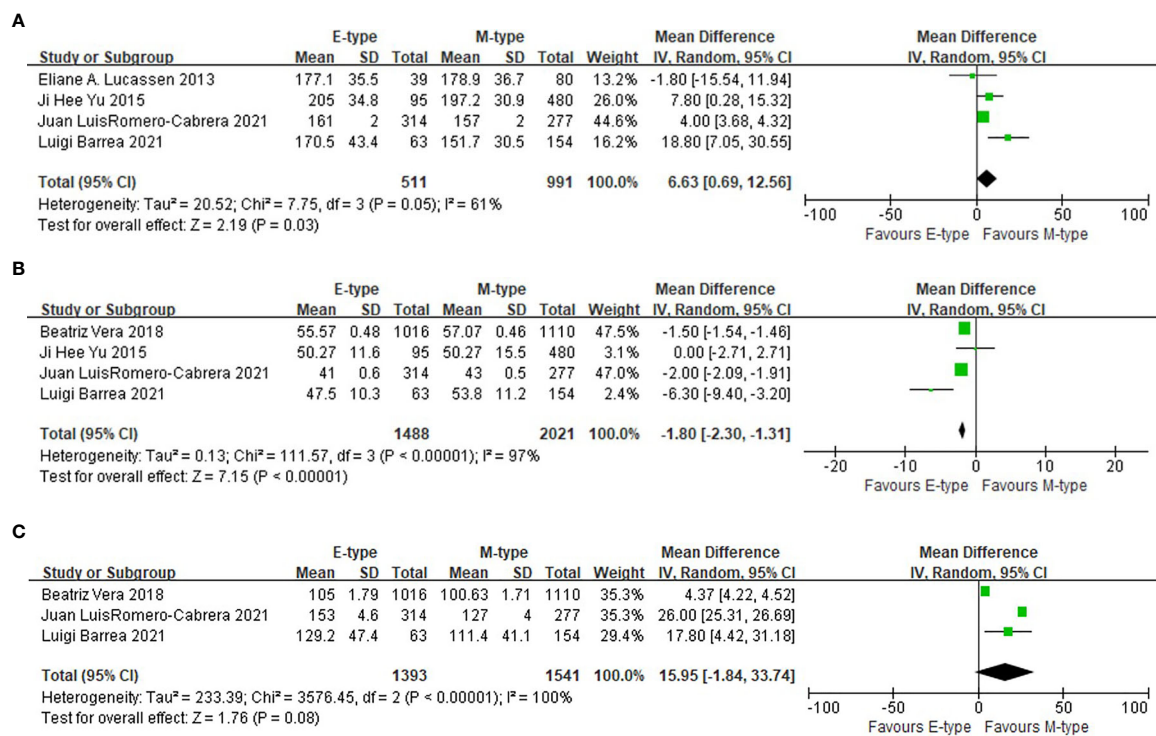 A
E-type M-type Mean Difference Mean Difference
Study or Subgroup Mean SD Total Mean SD Total Weight IV, Random, 95% CI IV, Random, 95% CI
Eliane A. Lucassen 2013 177.1 35.5 39 178.9 36.7 80 13.2% -1.80 [-15.54, 11.94]
Ji Hee Yu 2015 205 34.8 95 197.2 30.9 480 26.0% 7.80 [0.28, 15.32]
Juan LuisRomero-Cabrera 2021 161 2 314 157 2 277 44.6% 4.00 [3.68, 4.32]
Luigi Barrea 2021 170.5 43.4 63 151.7 30.5 154 16.2% 18.80 [7.05, 30.55]
Total (95% CI) 511 991 100.0% 6.63 [0.69, 12.56]
Heterogeneity: Tau² = 20.52; Chi² = 7.75, df = 3 (P = 0.05); I² = 61%
Test for overall effect: Z = 2.19 (P = 0.03)
-100 -50 0 50 100
Favours E-type Favours M-type
B
E-type M-type Mean Difference Mean Difference
Study or Subgroup Mean SD Total Mean SD Total Weight IV, Random, 95% CI IV, Random, 95% CI
Beatriz Vera 2018 55.57 0.48 1016 57.07 0.46 1110 47.5% -1.50 [-1.54, -1.46]
Ji Hee Yu 2015 50.27 11.6 95 50.27 15.5 480 3.1% 0.00 [-2.71, 2.71]
Juan LuisRomero-Cabrera 2021 41 0.6 314 43 0.5 277 47.0% -2.00 [-2.09, -1.91]
Luigi Barrea 2021 47.5 10.3 63 53.8 11.2 154 2.4% -6.30 [-9.40, -3.20]
Total (95% CI) 1488 2021 100.0% -1.80 [-2.30, -1.31]
Heterogeneity: Tau² = 0.13; Chi² = 111.57, df = 3 (P < 0.00001); I² = 97%
Test for overall effect: Z = 7.15 (P < 0.00001)
-20 -10 0 10 20
Favours E-type Favours M-type
C
E-type M-type Mean Difference Mean Difference
Study or Subgroup Mean SD Total Mean SD Total Weight IV, Random, 95% CI IV, Random, 95% CI
Beatriz Vera 2018 105 1.79 1016 100.63 1.71 1110 35.3% 4.37 [4.22, 4.52]
Juan LuisRomero-Cabrera 2021 153 4.6 314 127 4 277 35.3% 26.00 [25.31, 26.69]
Luigi Barrea 2021 129.2 47.4 63 111.4 41.1 154 29.4% 17.80 [4.42, 31.18]
Total (95% CI) 1393 1541 100.0% 15.95 [-1.84, 33.74]
Heterogeneity: Tau² = 233.39; Chi² = 3576.45, df = 2 (P < 0.00001); I² = 100%
Test for overall effect: Z = 1.76 (P = 0.08)
-100 -50 0 50 100
Favours E-type Favours M-type